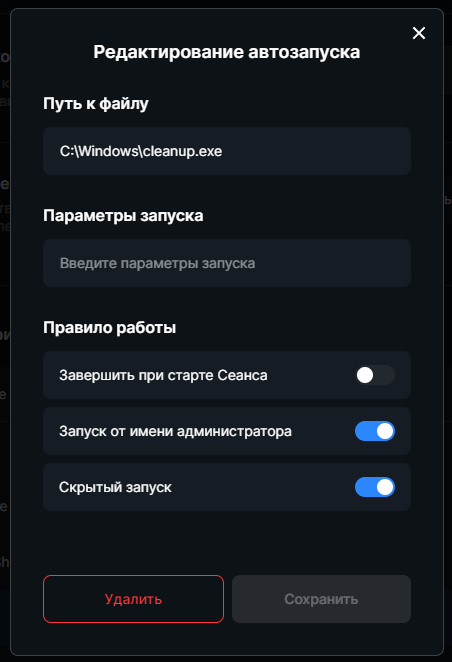 Редактирование автозапуска
Путь к файлу
C:\Windows\cleanup.exe
Параметры запуска
Введите параметры запуска
Правило работы
Завершить при старте Сеанса
Запуск от имени администратора
Скрытый запуск
Удалить
Сохранить